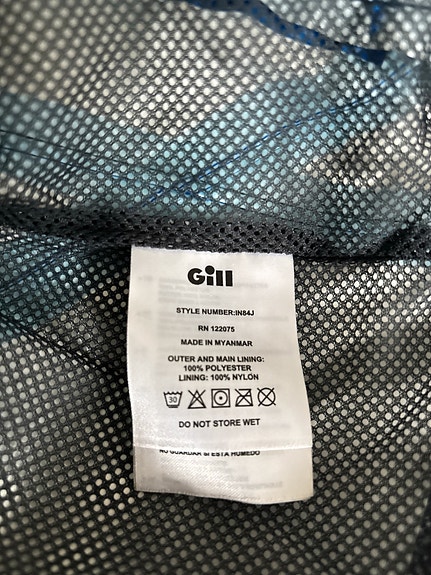 Gill
STYLE NUMBER:IN84J
RN 122075
MADE IN MYANMAR
OUTER AND MAIN LINING:
100% POLYESTER
LINING: 100% NYLON
30
DO NOT STORE WET
NO GUARDAR SI ESTA HUMEDO